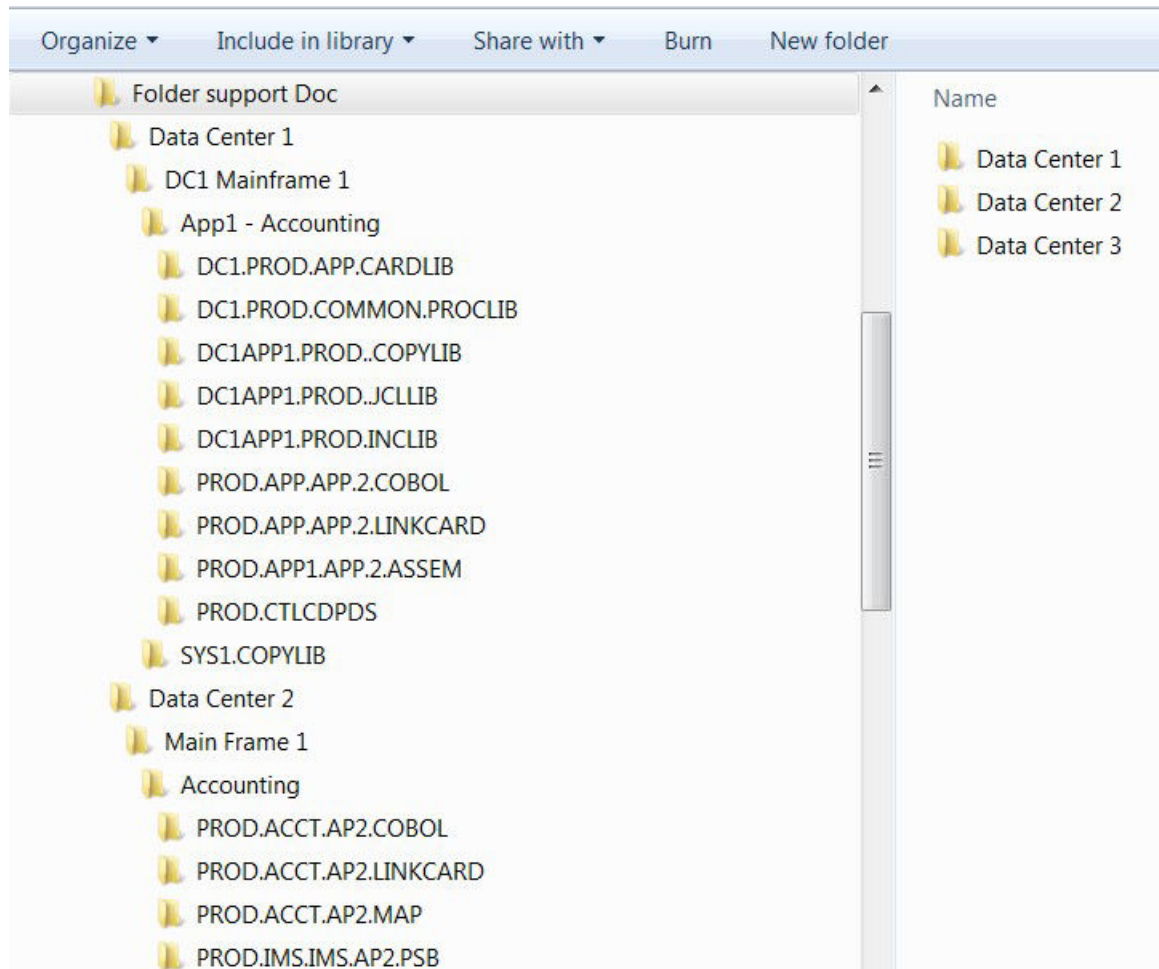 Organize Include in library Share with Burn New folder
Folder support Doc
Data Center 1
DC1 Mainframe 1
App1 - Accounting
DC1.PROD.APP.CARDLIB
DC1.PROD.COMMON.PROCLIB
DC1APP1.PROD..COPYLIB
DC1APP1.PROD..JCLLIB
DC1APP1.PROD.INCLIB
PROD.APP.APP.2.COBOL
PROD.APP.APP.2.LINKCARD
PROD.APP1.APP.2.ASSEM
PROD.CTLCDPDS
SYS1.COPYLIB
Data Center 2
Main Frame 1
Accounting
PROD.ACCT.AP2.COBOL
PROD.ACCT.AP2.LINKCARD
PROD.ACCT.AP2.MAP
PROD.IMS.IMS.AP2.PSB
Name
Data Center 1
Data Center 2
Data Center 3